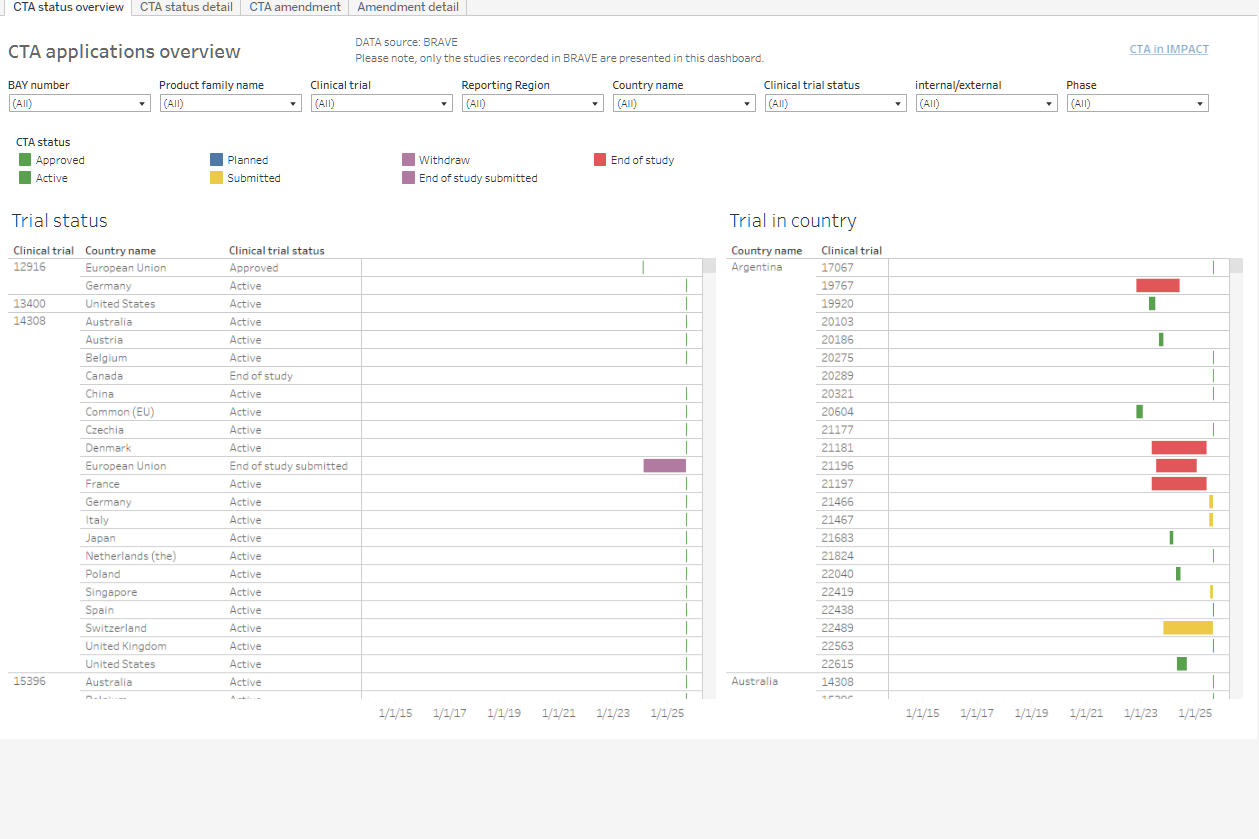 CTA status overview CTA status detail CTA amendment Amendment detail
CTA applications overview
DATA source: BRAVE
Please note, only the studies recorded in BRAVE are presented in this dashboard.
CTA in IMPACT
BAY number Product family name Clinical trial Reporting Region Country name Clinical trial status internal/external Phase
(All) (All) (All) (All) (All) (All) (All) (All)
CTA status
Approved Planned Withdraw End of study
Active Submitted End of study submitted
Trial status
Clinical trial Country name Clinical trial status
12916 European Union Approved
Germany Active
13400 United States Active
14308 Australia Active
Austria Active
Belgium Active
Canada End of study
China Active
Common (EU) Active
Czechia Active
Denmark Active
European Union End of study submitted
France Active
Germany Active
Italy Active
Japan Active
Netherlands (the) Active
Poland Active
Singapore Active
Spain Active
Switzerland Active
United Kingdom Active
United States Active
15396 Australia Active
Belgium Active
1/1/15 1/1/17 1/1/19 1/1/21 1/1/23 1/1/25
Trial in country
Country name Clinical trial
Argentina 17067
19767
19920
20103
20186
20275
20289
20321
20604
21177
21181
21196
21197
21466
21467
21683
21824
22040
22419
22438
22489
22563
22615
Australia 14308
15396
1/1/15 1/1/17 1/1/19 1/1/21 1/1/23 1/1/25